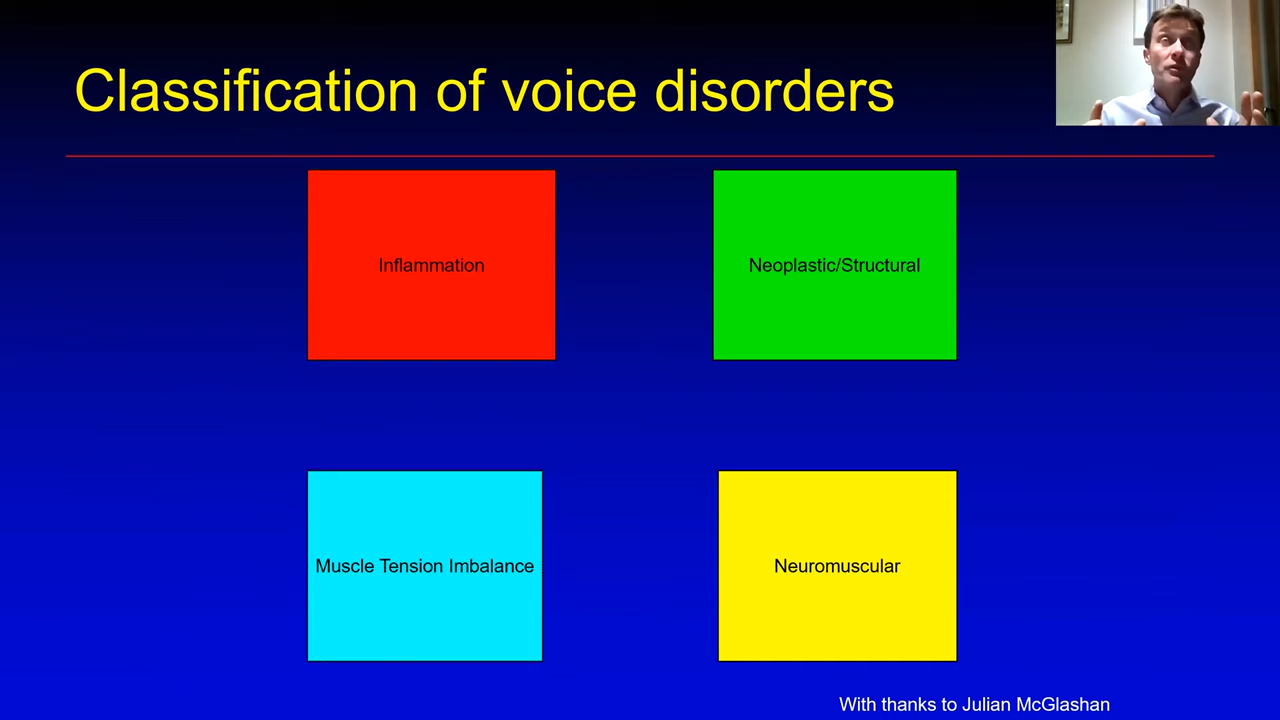 Classification of voice disorders
Inflammation
Neoplastic/Structural
Muscle Tension Imbalance
Neuromuscular
With thanks to Julian McGlashan